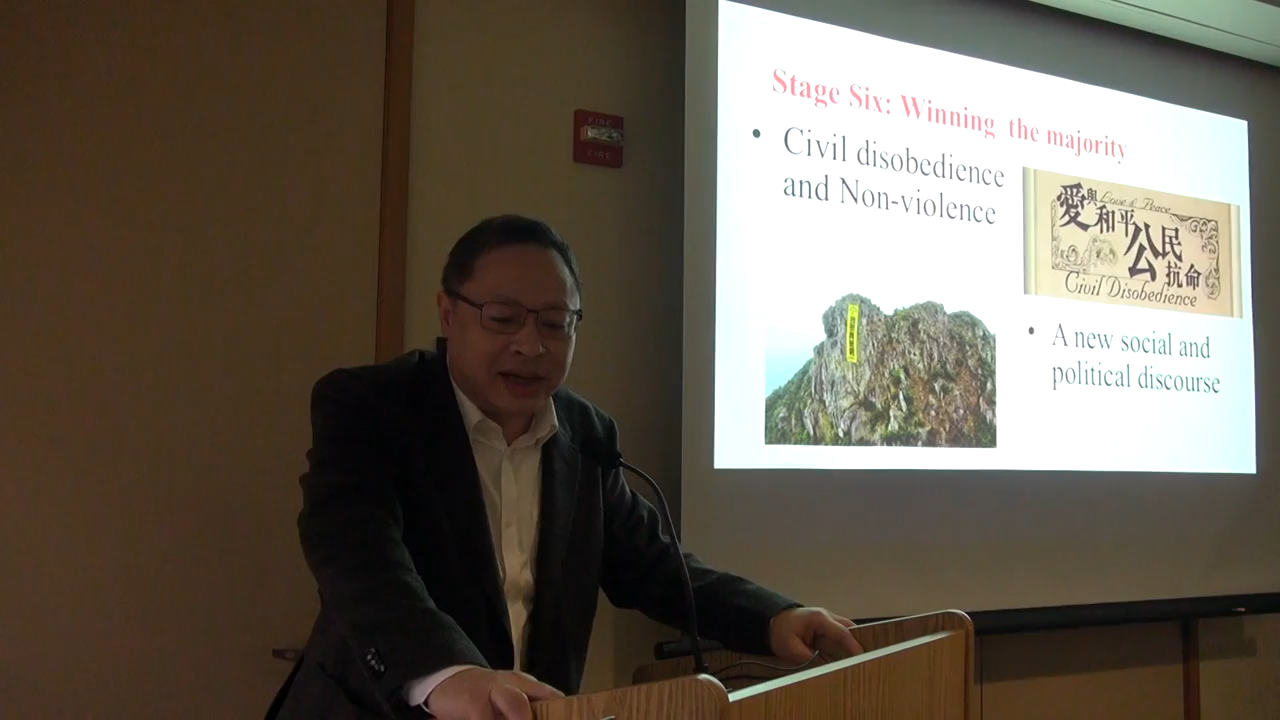 FIRE
FIRE
Stage Six: Winning the majority
• Civil disobedience
and Non-violence
愛與和平公民抗命
Love & Peace
Civil Disobedience
• A new social and
political discourse